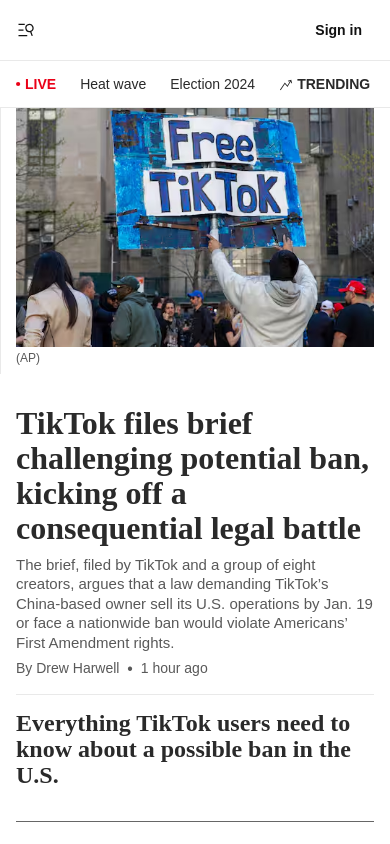 Sign in
• LIVE Heat wave Election 2024 TRENDING
Free
TikTok
(AP)
TikTok files brief
challenging potential ban,
kicking off a
consequential legal battle
The brief, filed by TikTok and a group of eight
creators, argues that a law demanding TikTok’s
China-based owner sell its U.S. operations by Jan. 19
or face a nationwide ban would violate Americans’
First Amendment rights.
By Drew Harwell • 1 hour ago
Everything TikTok users need to
know about a possible ban in the
U.S.